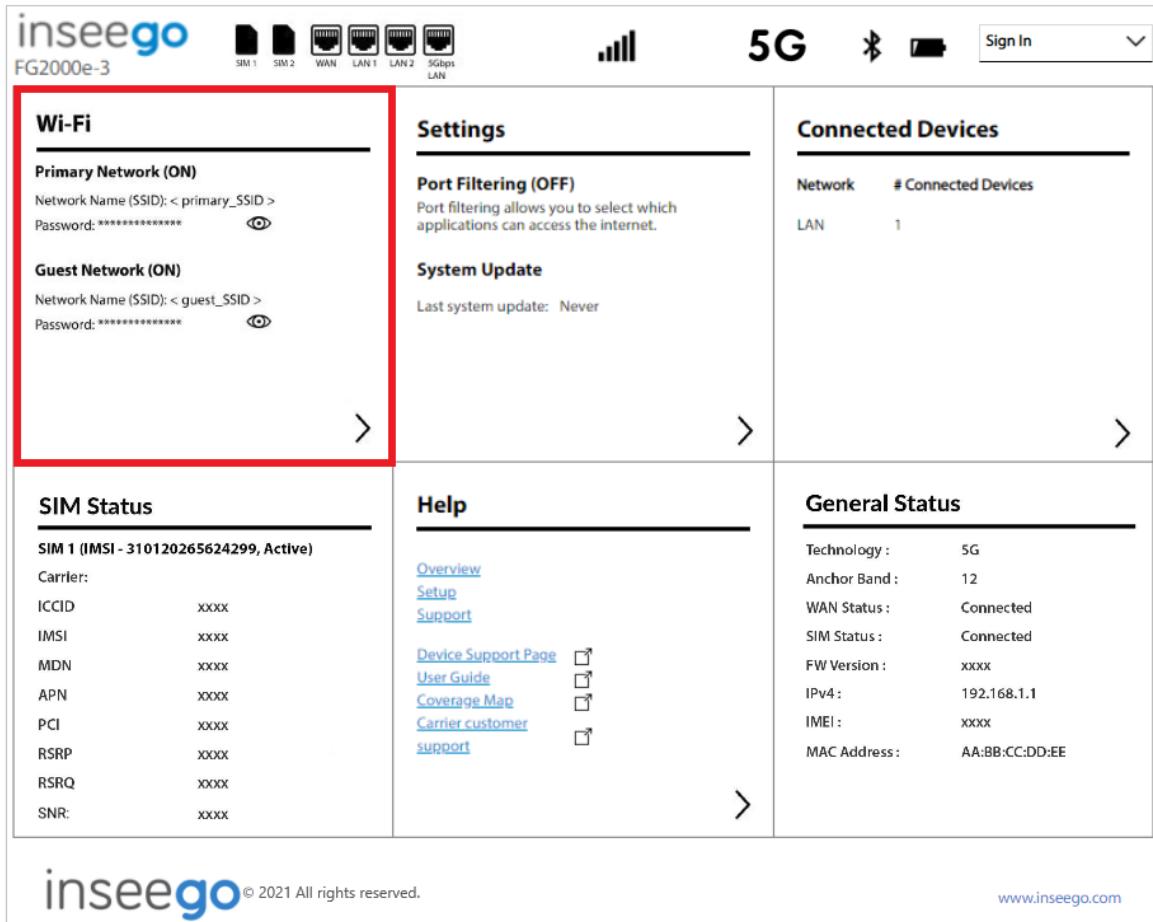 inseego
FG2000e-3
SIM 1 SIM 2 WAN LAN 1 LAN 2 5Gbps LAN
5G
Sign In
Wi-Fi
Primary Network (ON)
Network Name (SSID): < primary_SSID >
Password: **************
Guest Network (ON)
Network Name (SSID): < guest_SSID >
Password: **************
Settings
Port Filtering (OFF)
Port filtering allows you to select which
applications can access the internet.
System Update
Last system update: Never
Connected Devices
Network # Connected Devices
LAN 1
SIM Status
SIM 1 (IMSI - 310120265624299, Active)
Carrier:
ICCID xxxx
IMSI xxxx
MDN xxxx
APN xxxx
PCI xxxx
RSRP xxxx
RSRQ xxxx
SNR: xxxx
Help
Overview
Setup
Support
Device Support Page
User Guide
Coverage Map
Carrier customer
support
General Status
Technology : 5G
Anchor Band : 12
WAN Status : Connected
SIM Status : Connected
FW Version : xxxx
IPv4 : 192.168.1.1
IMEI : xxxx
MAC Address : AA:BB:CC:DD:EE
inseego © 2021 All rights reserved.
www.inseego.com